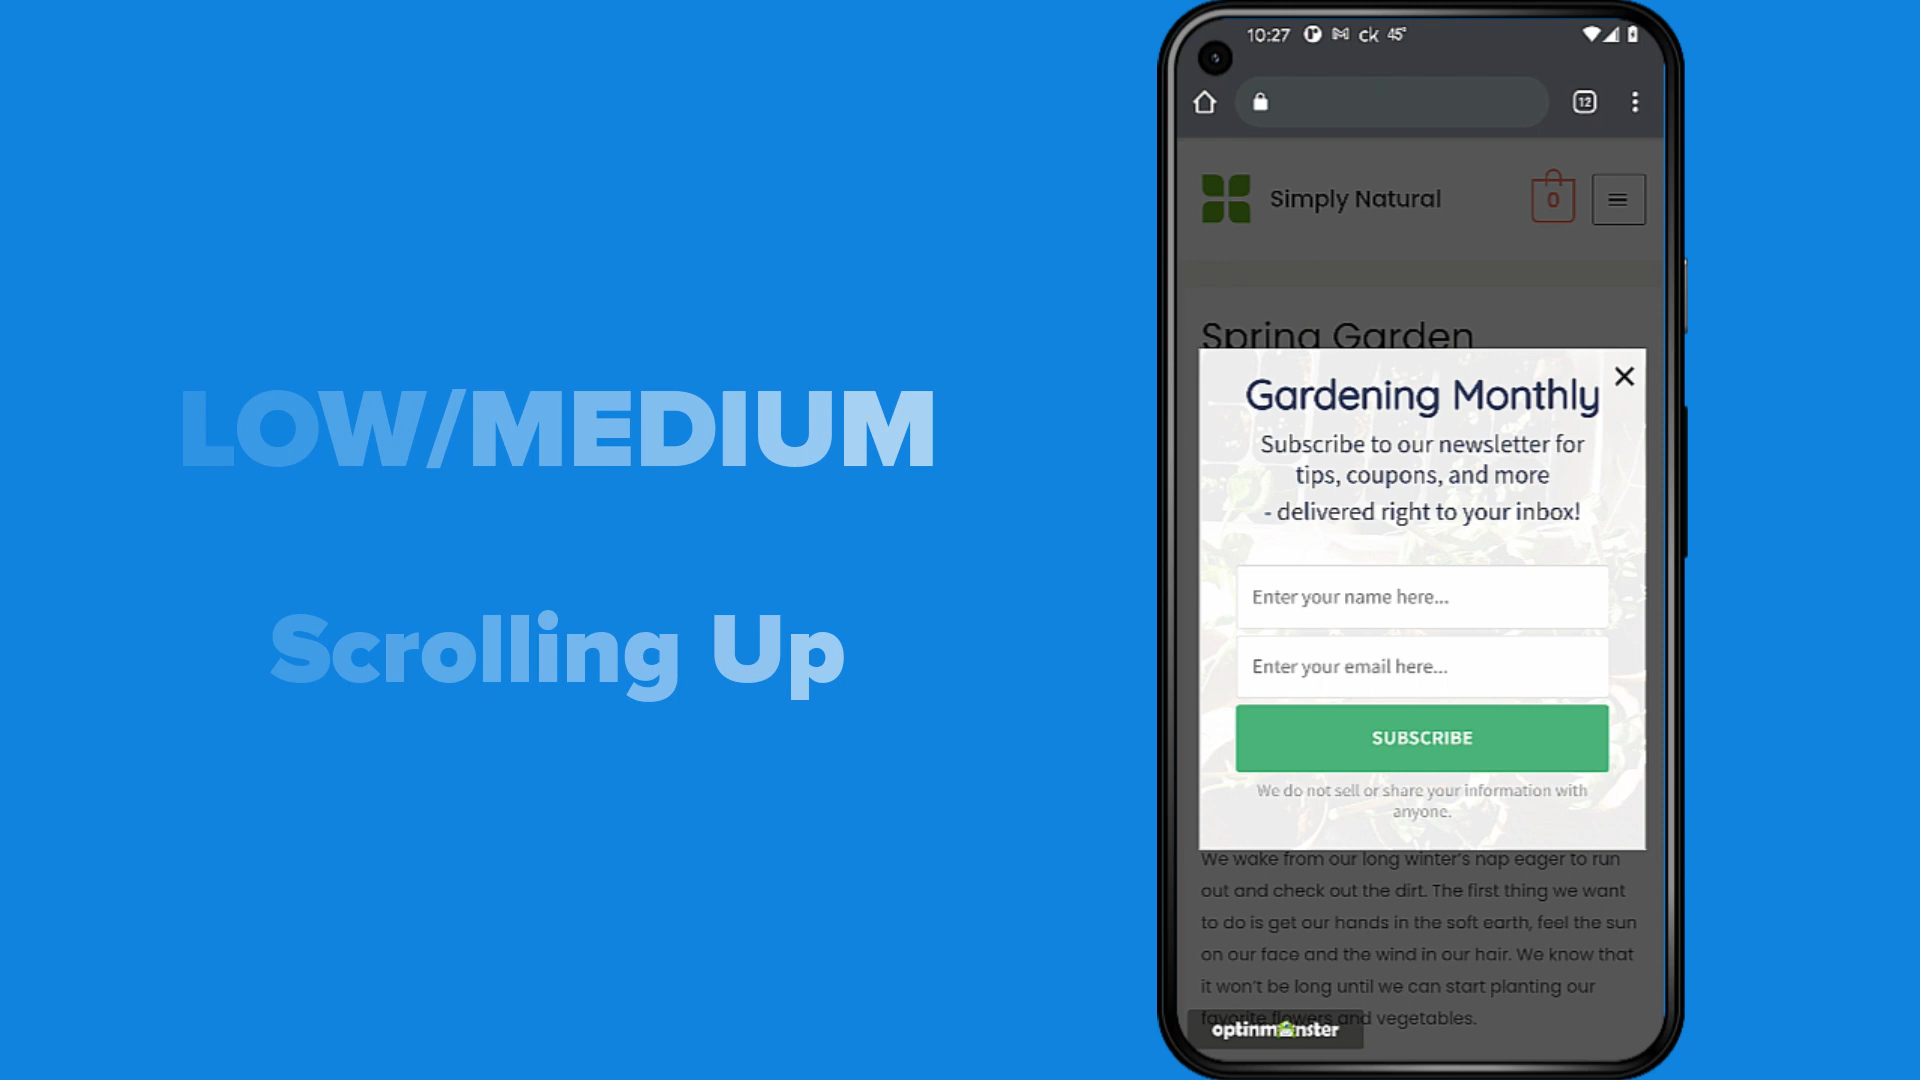 LOW/MEDIUM
Scrolling Up
10:27 ck 45°
12
Simply Natural
0
Spring Garden
Gardening Monthly
Subscribe to our newsletter for
tips, coupons, and more
- delivered right to your inbox!
Enter your name here...
Enter your email here...
SUBSCRIBE
We do not sell or share your information with
anyone.
We wake from our long winter's nap eager to run
out and check out the dirt. The first thing we want
to do is get our hands in the soft earth, feel the sun
on our face and the wind in our hair. We know that
it won't be long until we can start planting our
favorite flowers and vegetables.
optinmonster